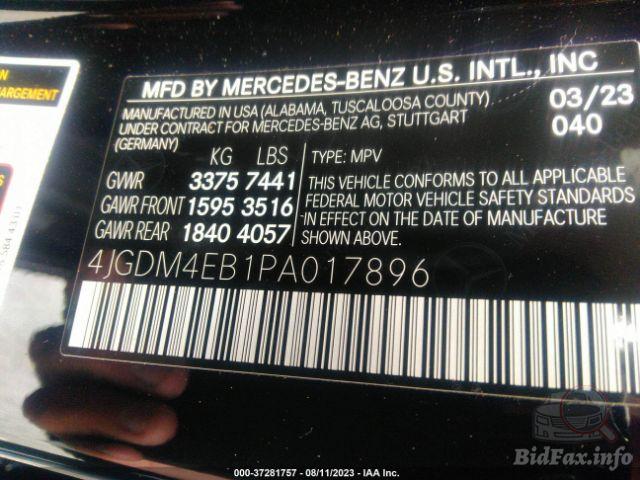 ON
ARGEMENT
MFD BY MERCEDES-BENZ U.S. INTL., INC
MANUFACTURED IN USA (ALABAMA, TUSCALOOSA COUNTY) 03/23
UNDER CONTRACT FOR MERCEDES-BENZ AG, STUTTGART 040
(GERMANY)
KG LBS TYPE: MPV
GVWR 3375 7441 THIS VEHICLE CONFORMS TO ALL APPLICABLE
GAWR FRONT 1595 3516 FEDERAL MOTOR VEHICLE SAFETY STANDARDS
GAWR REAR 1840 4057 IN EFFECT ON THE DATE OF MANUFACTURE
SHOWN ABOVE.
4JGDM4EB1PA017896
000-37281757 - 08/11/2023 - IAA Inc.
BidFax.info